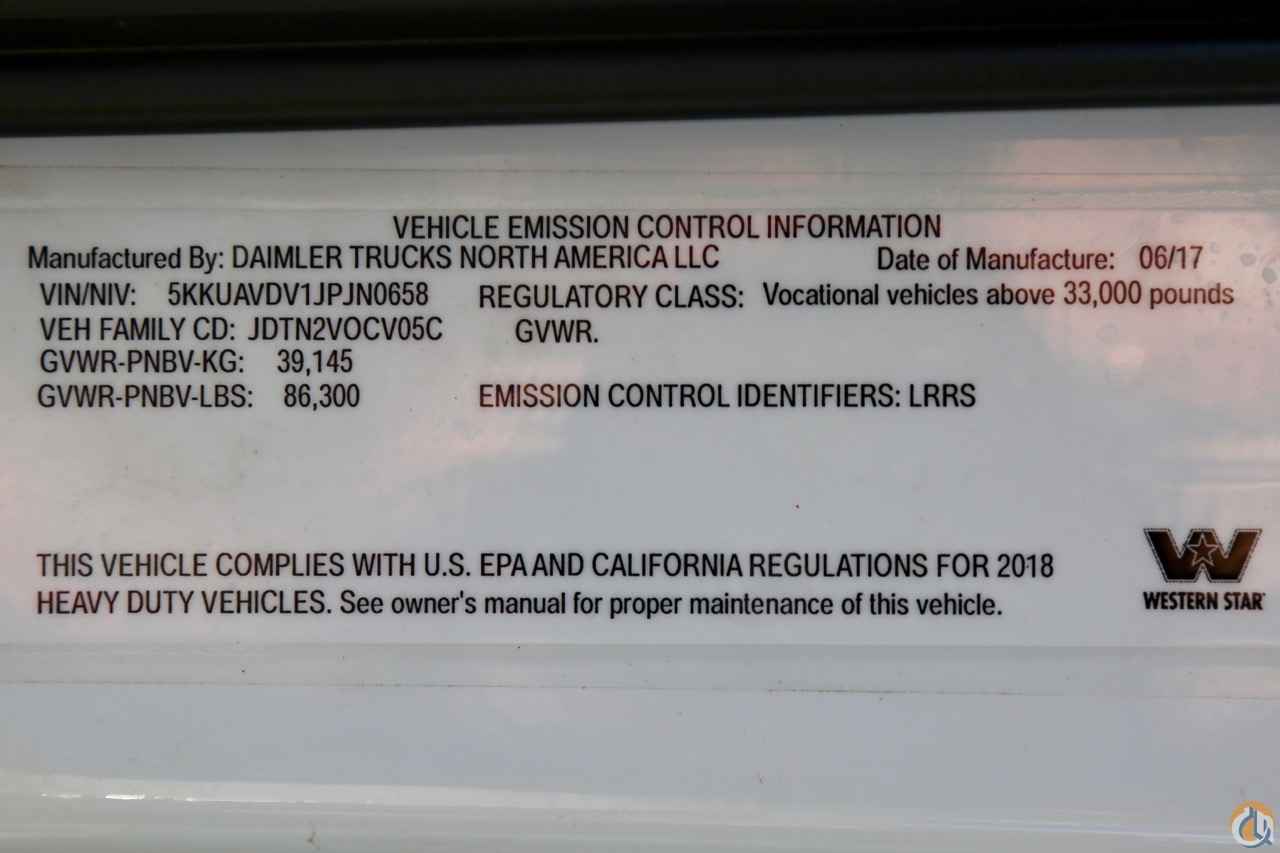 VEHICLE EMISSION CONTROL INFORMATION
Manufactured By: DAIMLER TRUCKS NORTH AMERICA LLC Date of Manufacture: 06/17
VIN/NIV: 5KKUAVDV1JPJN0658 REGULATORY CLASS: Vocational vehicles above 33,000 pounds
VEH FAMILY CD: JDTN2VOCV05C GVWR.
GVWR-PNBV-KG: 39,145
GVWR-PNBV-LBS: 86,300 EMISSION CONTROL IDENTIFIERS: LRRS
THIS VEHICLE COMPLIES WITH U.S. EPA AND CALIFORNIA REGULATIONS FOR 2018
HEAVY DUTY VEHICLES. See owner's manual for proper maintenance of this vehicle.
WESTERN STAR